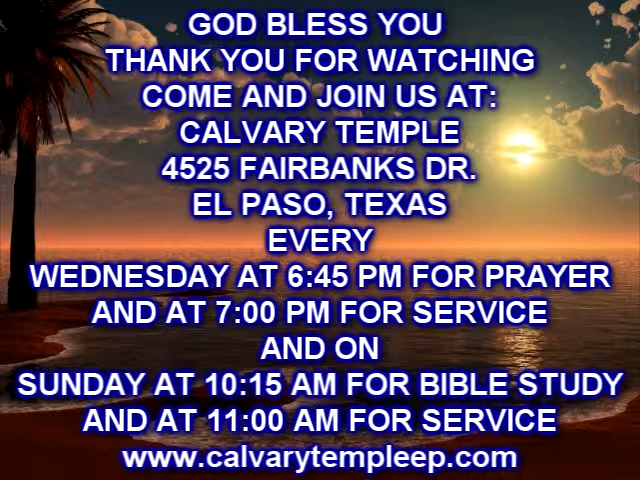 GOD BLESS YOU
THANK YOU FOR WATCHING
COME AND JOIN US AT:
CALVARY TEMPLE
4525 FAIRBANKS DR.
EL PASO, TEXAS
EVERY
WEDNESDAY AT 6:45 PM FOR PRAYER
AND AT 7:00 PM FOR SERVICE
AND ON
SUNDAY AT 10:15 AM FOR BIBLE STUDY
AND AT 11:00 AM FOR SERVICE
www.calvarytempleep.com